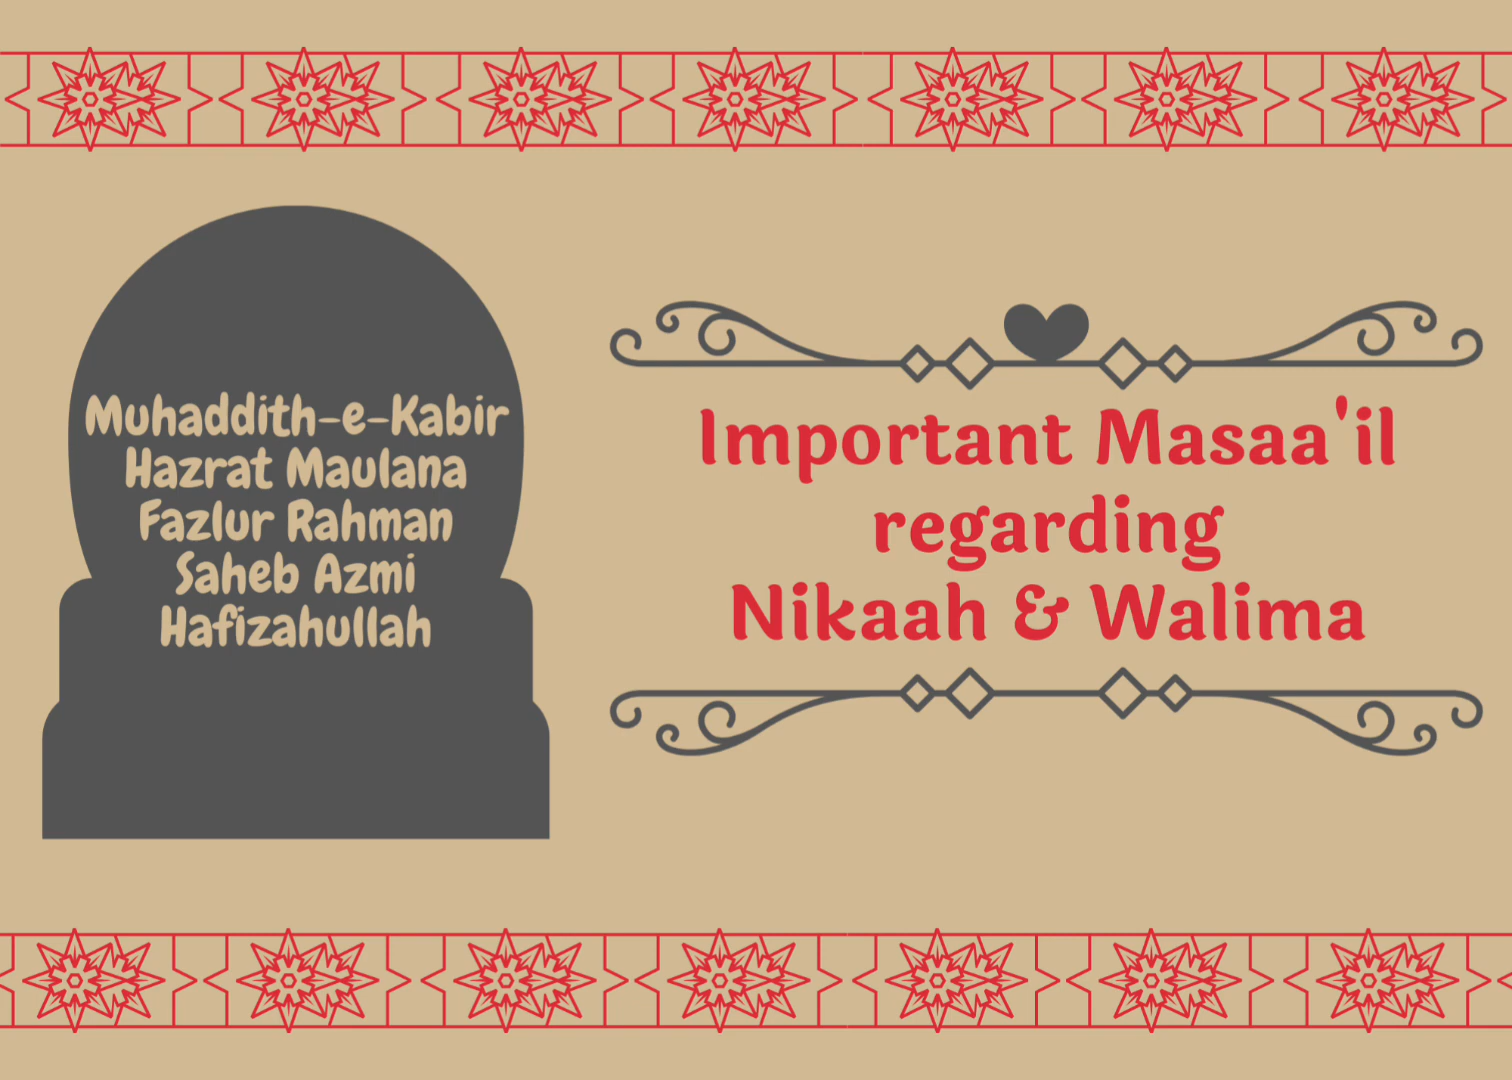 Muhaddith-e-Kabir
Hazrat Maulana
Fazlur Rahman
Saheb Azmi
Hafizahullah
Important Masaa'il
regarding
Nikaah & Walima